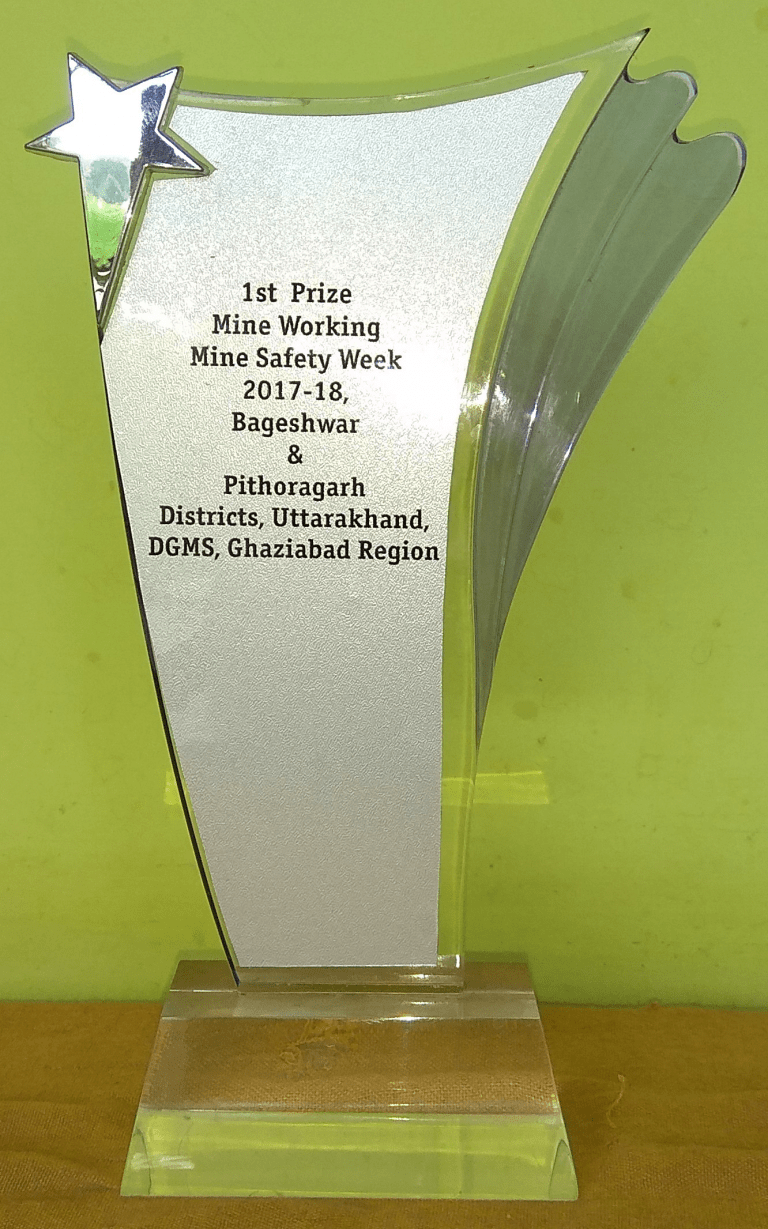 1st Prize
Mine Working
Mine Safety Week
2017-18,
Bageshwar
&
Pithoragarh
Districts, Uttarakhand,
DGMS, Ghaziabad Region